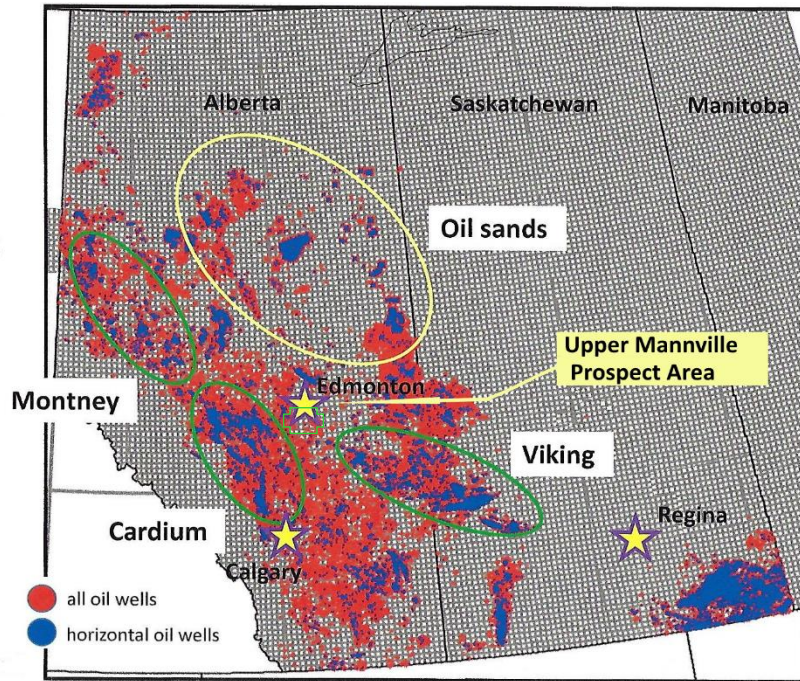 Alberta
Saskatchewan
Manitoba
Oil sands
Upper Mannville
Prospect Area
Edmonton
Montney
Viking
Cardium
Regina
Calgary
all oil wells
horizontal oil wells